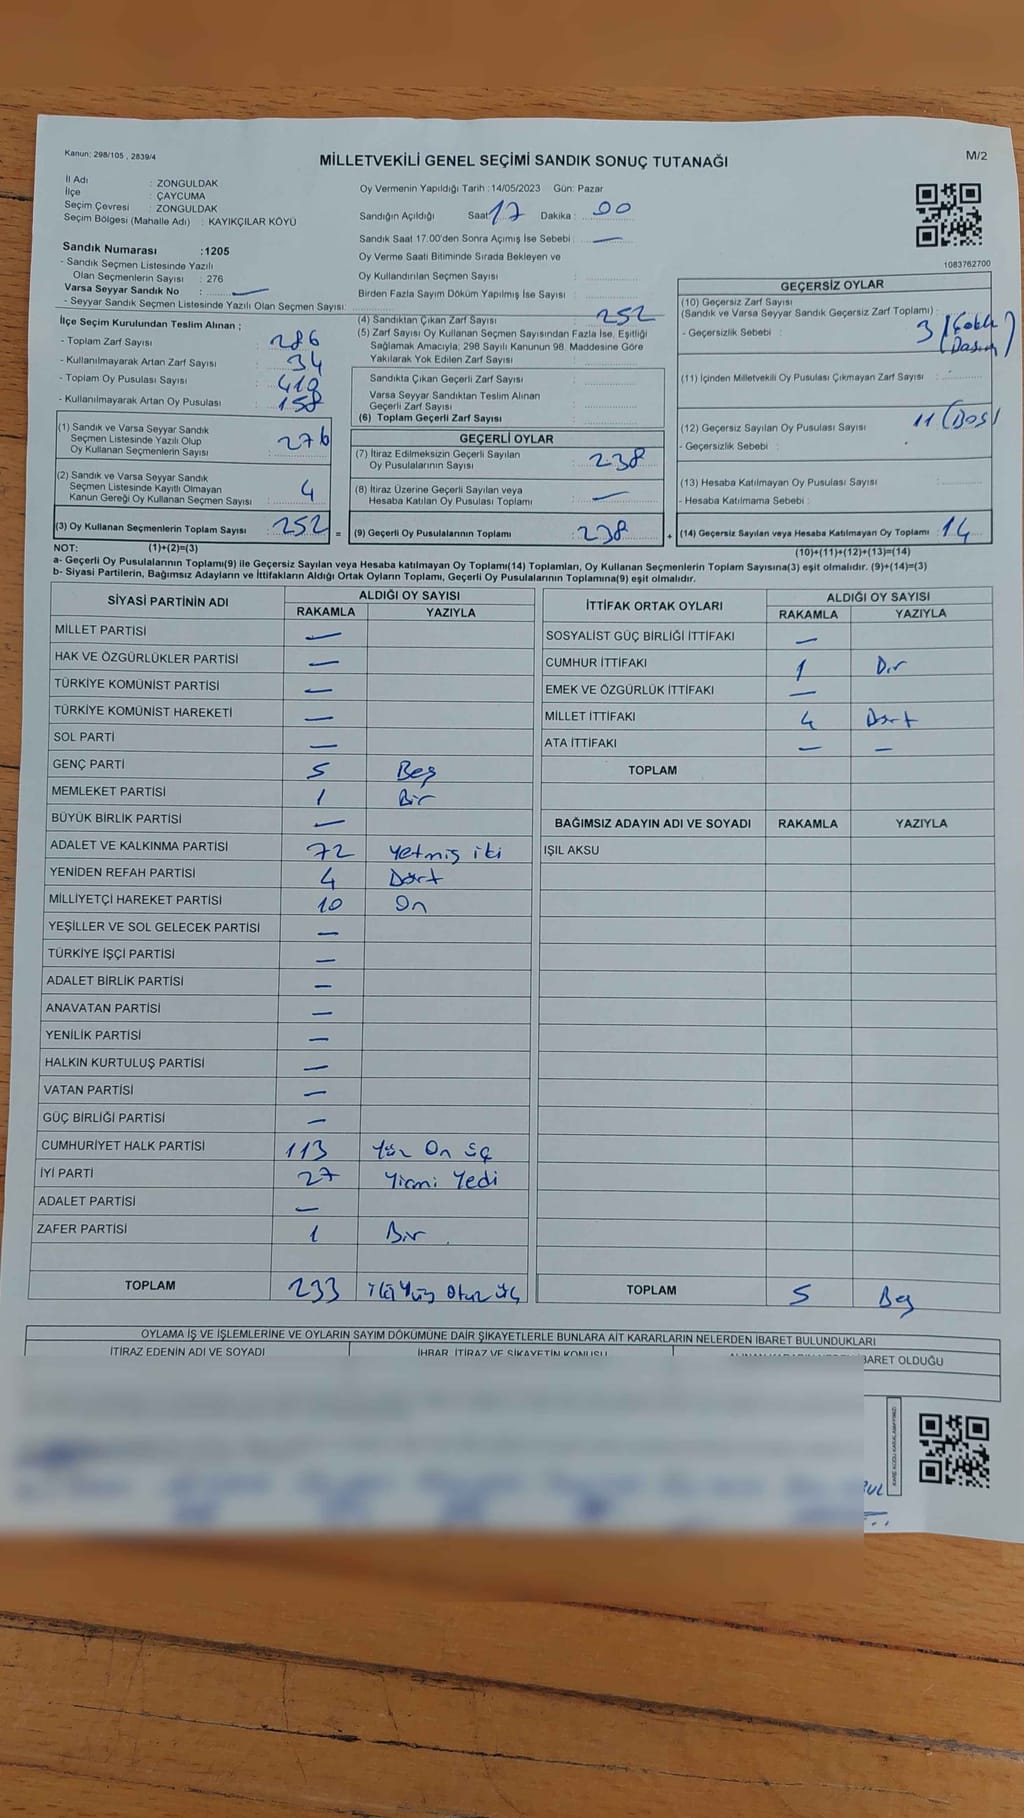 Kanun: 298/105 , 2839/4
MİLLETVEKİLİ GENEL SEÇİMİ SANDIK SONUÇ TUTANAĞI
M/2
İl Adı : ZONGULDAK
İlçe : ÇAYCUMA
Seçim Çevresi : ZONGULDAK
Seçim Bölgesi (Mahalle Adı) : KAYIKÇILAR KÖYÜ
Sandık Numarası :1205
- Sandık Seçmen Listesinde Yazılı
Olan Seçmenlerin Sayısı : 276
Varsa Seyyar Sandık No : —
- Seyyar Sandık Seçmen Listesinde Yazılı Olan Seçmen Sayısı:
İlçe Seçim Kurulundan Teslim Alınan ;
- Toplam Zarf Sayısı : 286
- Kullanılmayarak Artan Zarf Sayısı : 34
- Toplam Oy Pusulası Sayısı : 410
- Kullanılmayarak Artan Oy Pusulası : 158
(1) Sandık ve Varsa Seyyar Sandık
Seçmen Listesinde Yazılı Olup
Oy Kullanan Seçmenlerin Sayısı : 276
(2) Sandık ve Varsa Seyyar Sandık
Seçmen Listesinde Kayıtlı Olmayan
Kanun Gereği Oy Kullanan Seçmen Sayısı : 4
(3) Oy Kullanan Seçmenlerin Toplam Sayısı : 252 =
Oy Vermenin Yapıldığı Tarih :14/05/2023 Gün: Pazar
Sandığın Açıldığı Saat: 17 Dakika : 00
Sandık Saat 17:00'den Sonra Açımış İse Sebebi : —
Oy Verme Saati Bitiminde Sırada Bekleyen ve
Oy Kullandırılan Seçmen Sayısı :
Birden Fazla Sayım Döküm Yapılmış İse Sayısı :
(4) Sandıktan Çıkan Zarf Sayısı : 252
(5) Zarf Sayısı Oy Kullanan Seçmen Sayısından Fazla İse, Eşitliği
Sağlamak Amacıyla; 298 Sayılı Kanunun 98. Maddesine Göre
Yakılarak Yok Edilen Zarf Sayısı :
Sandıkta Çıkan Geçerli Zarf Sayısı :
Varsa Seyyar Sandıktan Teslim Alınan
Geçerli Zarf Sayısı :
(6) Toplam Geçerli Zarf Sayısı :
GEÇERLİ OYLAR
(7) İtiraz Edilmeksizin Geçerli Sayılan
Oy Pusulalarının Sayısı : 238
(8) İtiraz Üzerine Geçerli Sayılan veya
Hesaba Katılan Oy Pusulası Toplamı : —
(9) Geçerli Oy Pusulalarının Toplamı : 238 +
1083762700
GEÇERSİZ OYLAR
(10) Geçersiz Zarf Sayısı
(Sandık ve Varsa Seyyar Sandık Geçersiz Zarf Toplamı) : 3
- Geçersizlik Sebebi :
(11) İçinden Milletvekili Oy Pusulası Çıkmayan Zarf Sayısı :
(12) Geçersiz Sayılan Oy Pusulası Sayısı : 11 (Boş)
- Geçersizlik Sebebi :
(13) Hesaba Katılmayan Oy Pusulası Sayısı :
- Hesaba Katılmama Sebebi :
(14) Geçersiz Sayılan veya Hesaba Katılmayan Oy Toplamı : 14
NOT: (1)+(2)=(3)
(10)+(11)+(12)+(13)=(14)
a- Geçerli Oy Pusulalarının Toplamı(9) ile Geçersiz Sayılan veya Hesaba katılmayan Oy Toplamı(14) Toplamları, Oy Kullanan Seçmenlerin Toplam Sayısına(3) eşit olmalıdır. (9)+(14)=(3)
b- Siyasi Partilerin, Bağımsız Adayların ve İttifakların Aldığı Ortak Oyların Toplamı, Geçerli Oy Pusulalarının Toplamına(9) eşit olmalıdır.
SİYASİ PARTİNİN ADI
ALDIĞI OY SAYISI
RAKAMLA YAZIYLA
MİLLET PARTİSİ —
HAK VE ÖZGÜRLÜKLER PARTİSİ —
TÜRKİYE KOMÜNİST PARTİSİ —
TÜRKİYE KOMÜNİST HAREKETİ —
SOL PARTİ —
GENÇ PARTİ 5 Beş
MEMLEKET PARTİSİ 1 Bir
BÜYÜK BİRLİK PARTİSİ —
ADALET VE KALKINMA PARTİSİ 72 Yetmiş iki
YENİDEN REFAH PARTİSİ 4 Dört
MİLLİYETÇİ HAREKET PARTİSİ 10 On
YEŞİLLER VE SOL GELECEK PARTİSİ —
TÜRKİYE İŞÇİ PARTİSİ —
ADALET BİRLİK PARTİSİ —
ANAVATAN PARTİSİ —
YENİLİK PARTİSİ —
HALKIN KURTULUŞ PARTİSİ —
VATAN PARTİSİ —
GÜÇ BİRLİĞİ PARTİSİ —
CUMHURİYET HALK PARTİSİ 113 Yüz On Üç
İYİ PARTİ 27 Yirmi Yedi
ADALET PARTİSİ —
ZAFER PARTİSİ 1 Bir
TOPLAM 233 İki Yüz Otuz Üç
İTTİFAK ORTAK OYLARI
ALDIĞI OY SAYISI
RAKAMLA YAZIYLA
SOSYALİST GÜÇ BİRLİĞİ İTTİFAKI —
CUMHUR İTTİFAKI 1 Bir
EMEK VE ÖZGÜRLÜK İTTİFAKI —
MİLLET İTTİFAKI 4 Dört
ATA İTTİFAKI — —
TOPLAM
BAĞIMSIZ ADAYIN ADI VE SOYADI RAKAMLA YAZIYLA
IŞIL AKSU
TOPLAM 5 Beş
OYLAMA İŞ VE İŞLEMLERİNE VE OYLARIN SAYIM DÖKÜMÜNE DAİR ŞİKAYETLERLE BUNLARA AİT KARARLARIN NELERDEN İBARET BULUNDUKLARI
İTİRAZ EDENİN ADI VE SOYADI
İHBAR, İTİRAZ VE ŞİKAYETİN KONUSU
İBARET OLDUĞU